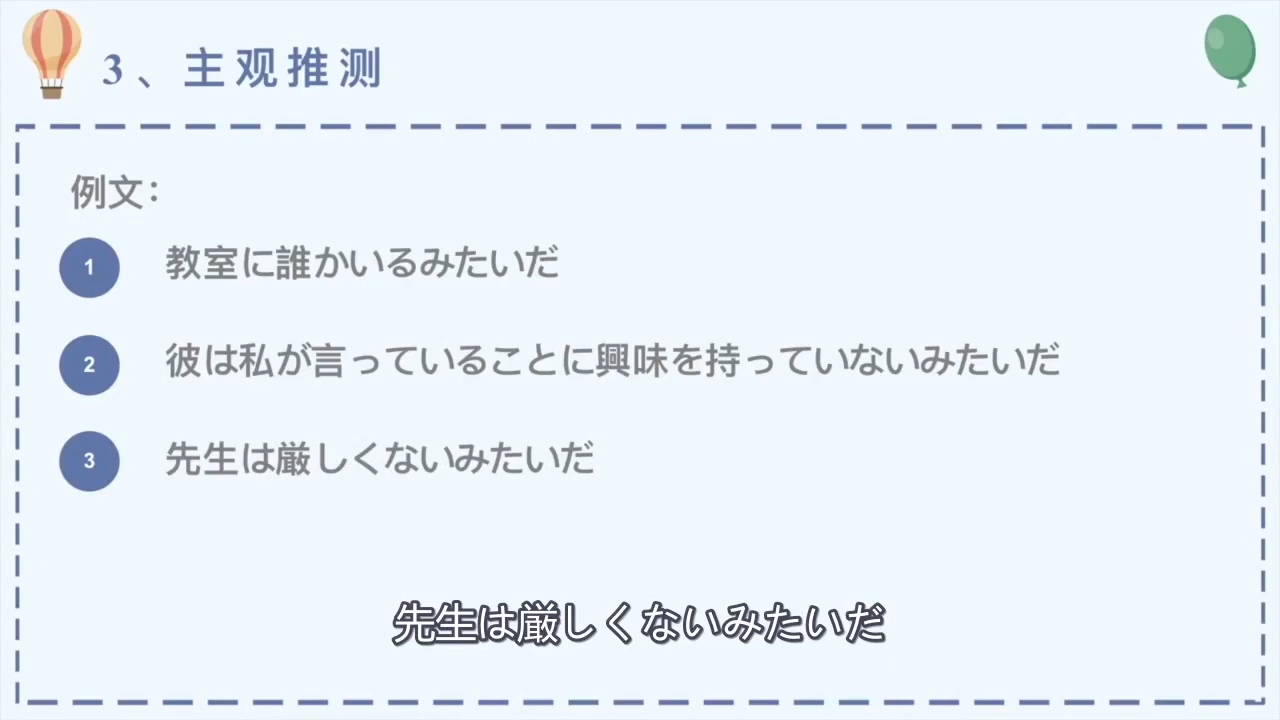 3、主观推测
例文：
1 教室に誰かいるみたいだ
2 彼は私が言っていることに興味を持っていないみたいだ
3 先生は厳しくないみたいだ
先生は厳しくないみたいだ